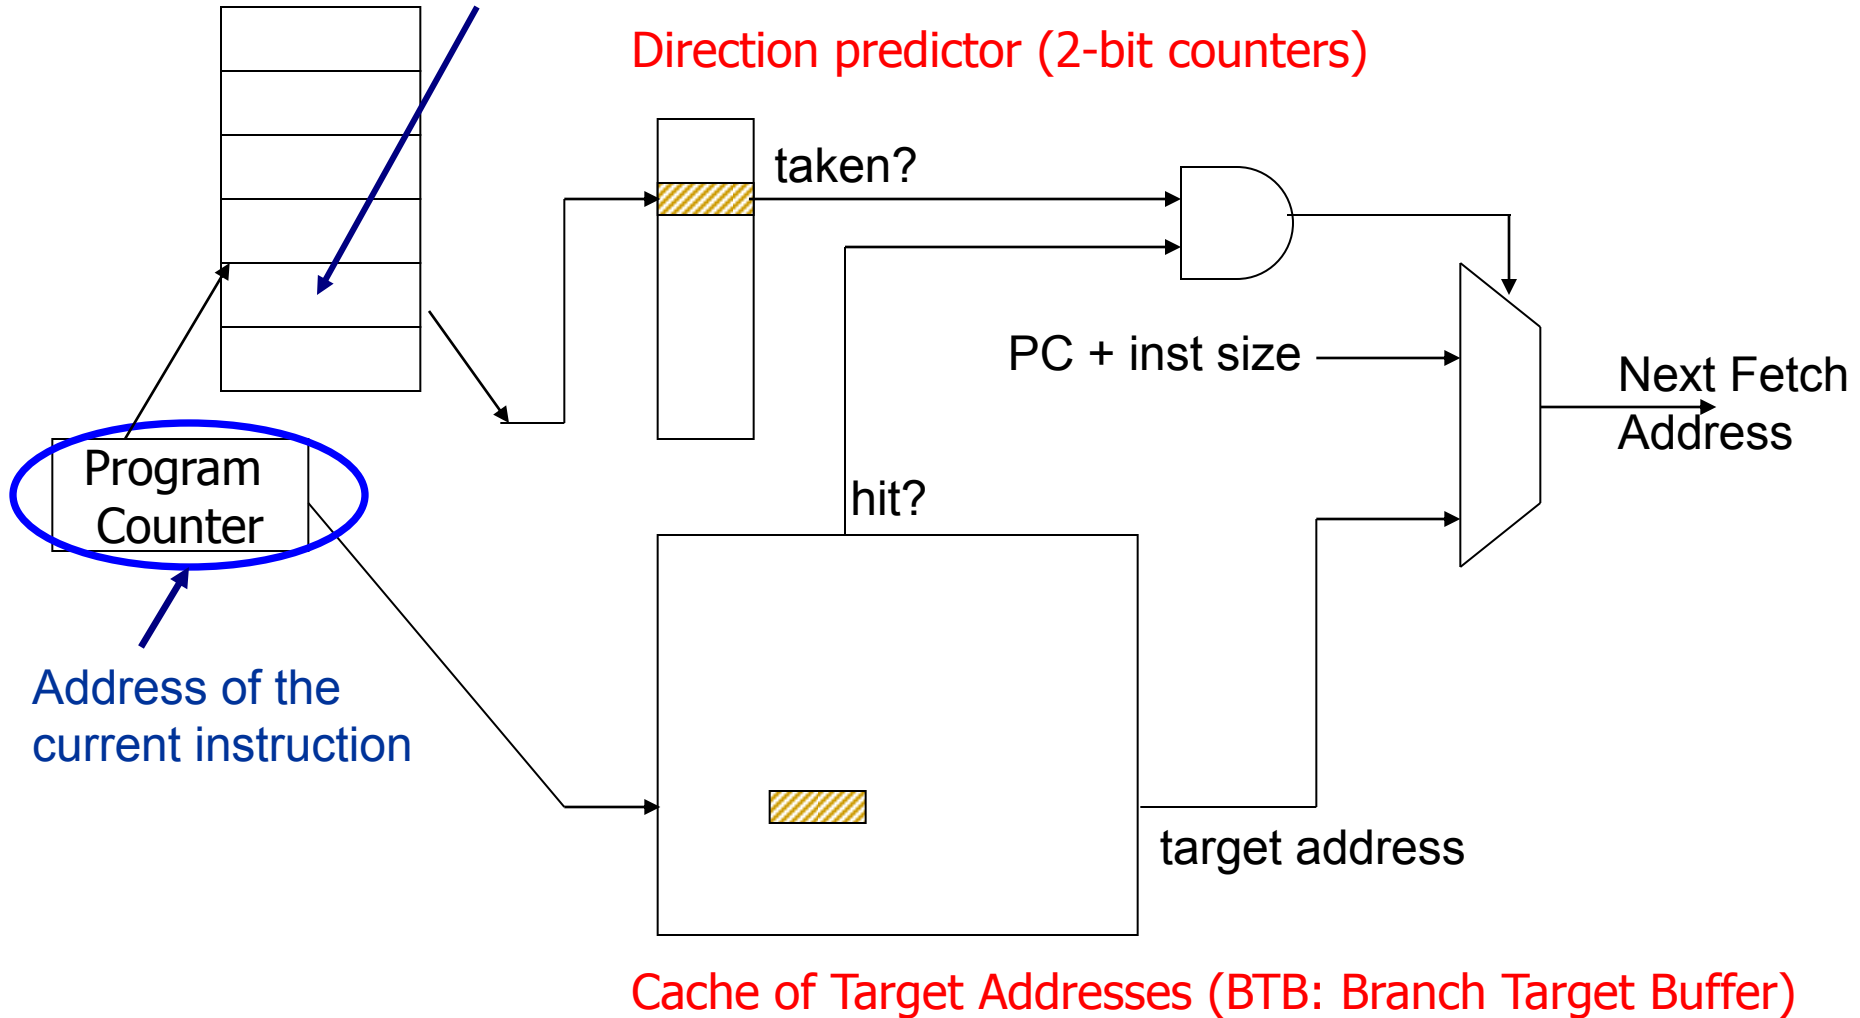 Direction predictor (2-bit counters)
taken?
PC + inst size
Next Fetch
Address
Program
Counter
hit?
Address of the
current instruction
target address
Cache of Target Addresses (BTB: Branch Target Buffer)